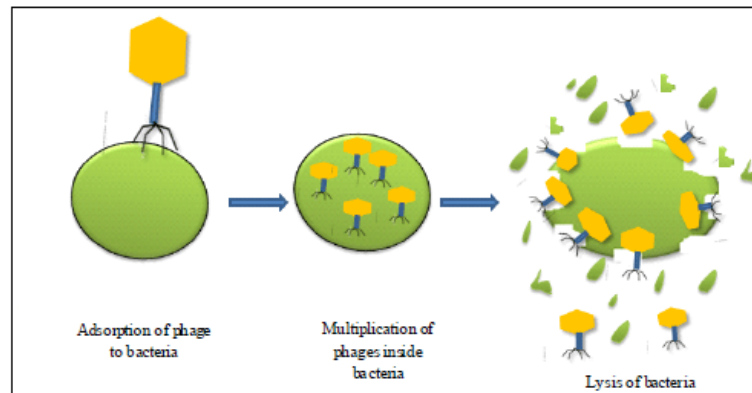 Adsorption of phage
to bacteria
Multiplication of
phages inside
bacteria
Lysis of bacteria